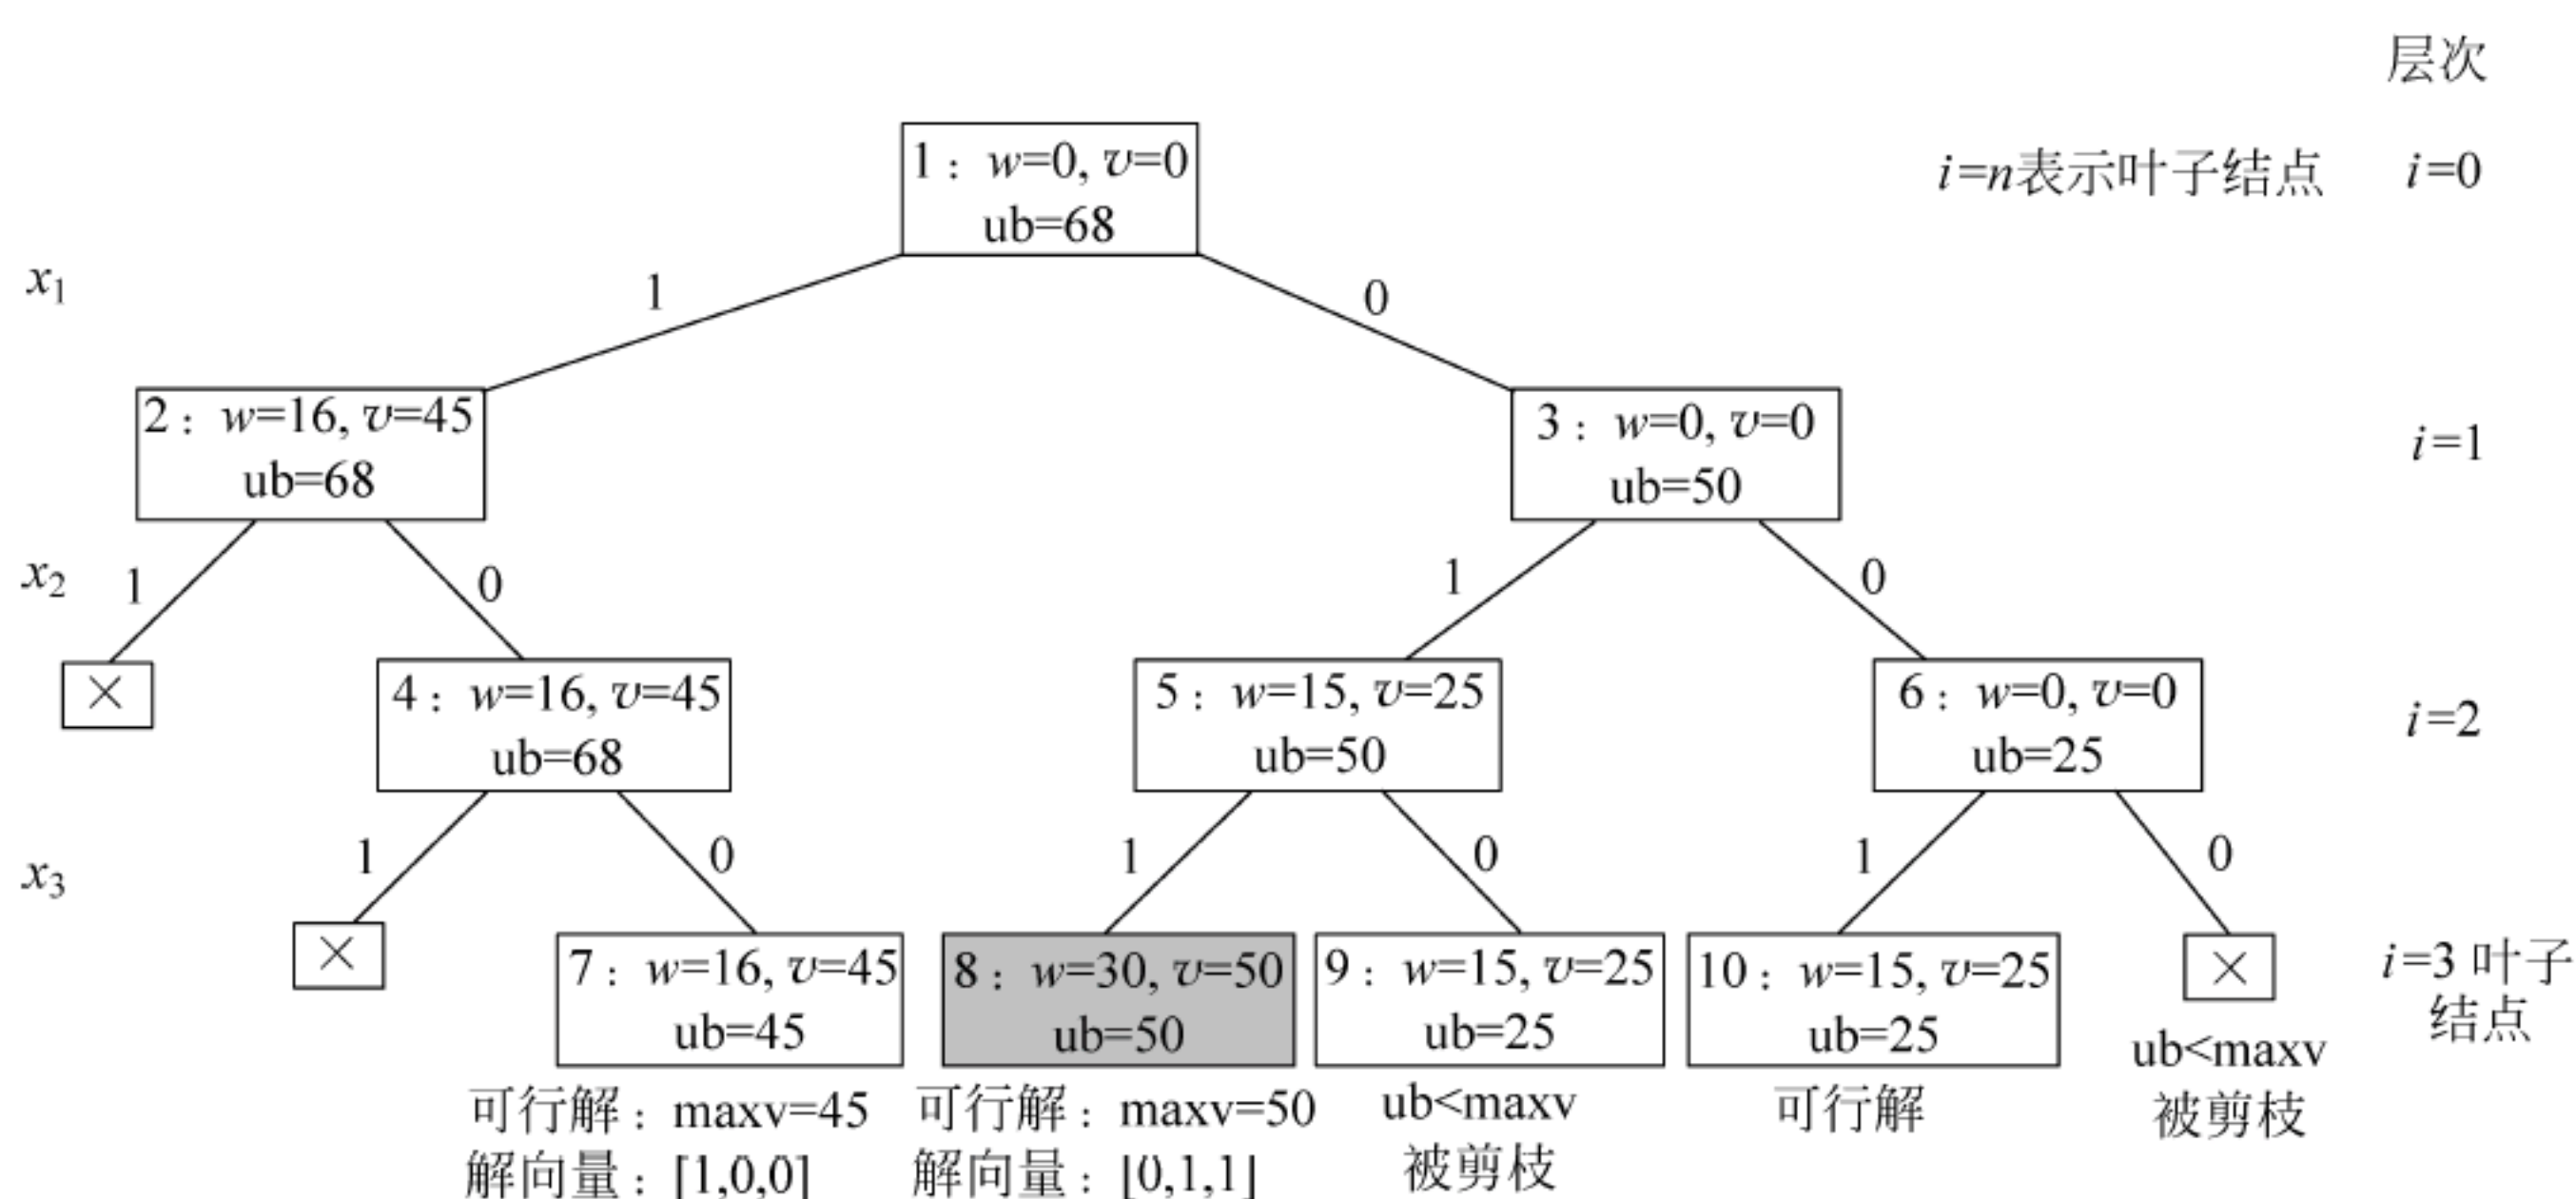 层次
1：w=0, v=0
ub=68
i=n表示叶子结点 i=0
x₁ 1 0
2：w=16, v=45
ub=68
3：w=0, v=0
ub=50
i=1
x₂ 1 0 1 0
×
4：w=16, v=45
ub=68
5：w=15, v=25
ub=50
6：w=0, v=0
ub=25
i=2
x₃ 1 0 1 0 1 0
×
7：w=16, v=45
ub=45
8：w=30, v=50
ub=50
9：w=15, v=25
ub=25
10：w=15, v=25
ub=25
×
i=3 叶子
结点
可行解：maxv=45
解向量：[1,0,0]
可行解：maxv=50
解向量：[0,1,1]
ub<maxv
被剪枝
可行解
ub<maxv
被剪枝